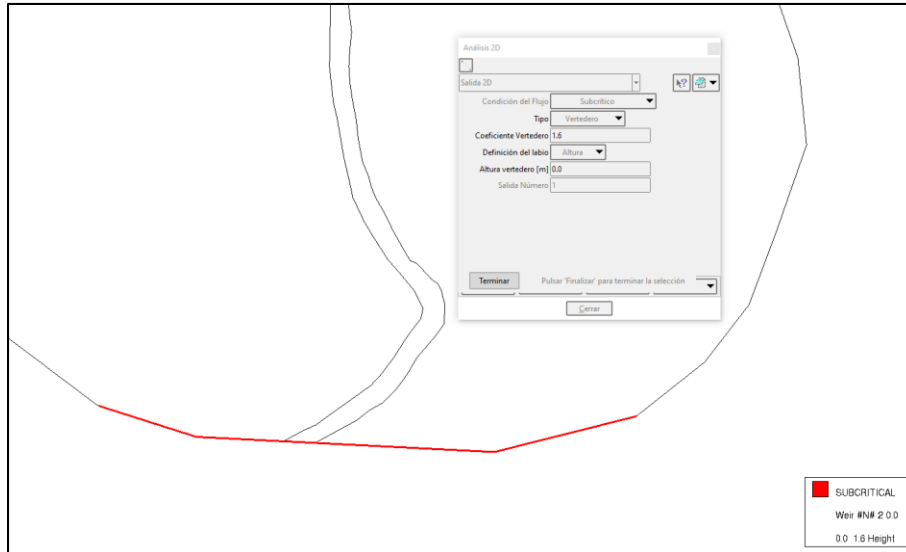 Análisis 2D
Salida 2D
Condición del Flujo Subcrítico
Tipo Vertedero
Coeficiente Vertedero 1.6
Definición del labio Altura
Altura vertedero [m] 0.0
Salida Número 1
Terminar Pulsar 'Finalizar' para terminar la selección
Cerrar
SUBCRITICAL
Weir #N# 2 0.0
0.0 1.6 Height